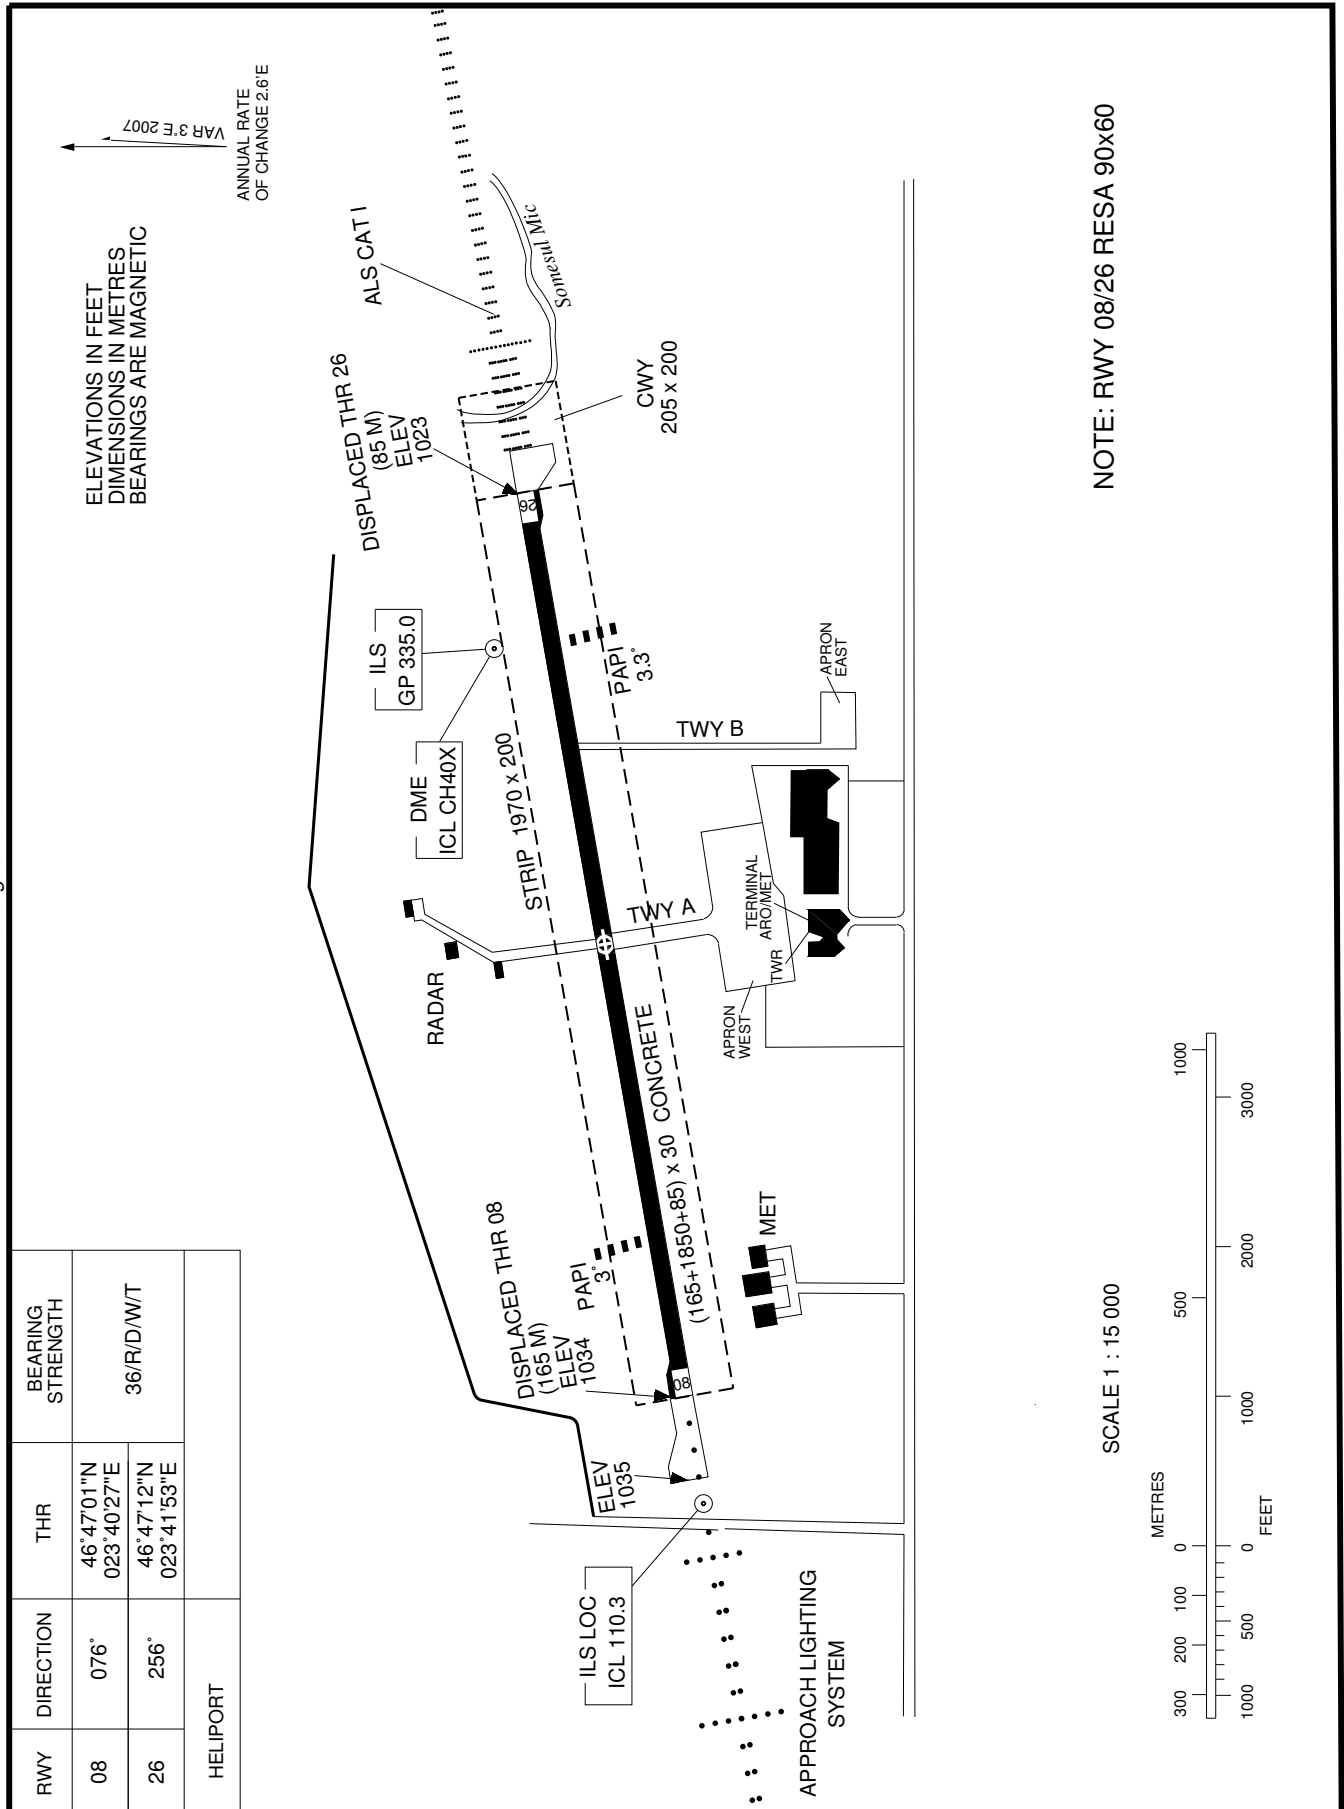 RWY
DIRECTION
THR
BEARING
STRENGTH
08
076°
46°47'01"N
023°40'27"E
36/R/D/W/T
26
256°
46°47'12"N
023°41'53"E
HELIPORT
ELEVATIONS IN FEET
DIMENSIONS IN METRES
BEARINGS ARE MAGNETIC
VAR 3°E 2007
ANNUAL RATE
OF CHANGE 2.6'E
ALS CAT I
DISPLACED THR 26
(85 M)
ELEV
1023
ILS
GP 335.0
DME
ICL CH40X
STRIP 1970 x 200
RADAR
DISPLACED THR 08
(165 M)
ELEV
1034
PAPI
3°
ELEV
1035
ILS LOC
ICL 110.3
APPROACH LIGHTING
SYSTEM
08
26
(165+1850+85) x 30 CONCRETE
TWY A
TWY B
PAPI
3.3°
CWY
205 x 200
Somesul Mic
MET
APRON
WEST
TWR
TERMINAL
ARO/MET
APRON
EAST
NOTE: RWY 08/26 RESA 90x60
SCALE 1 : 15 000
METRES
300 200 100 0 500 1000
1000 500 0 1000 2000 3000
FEET